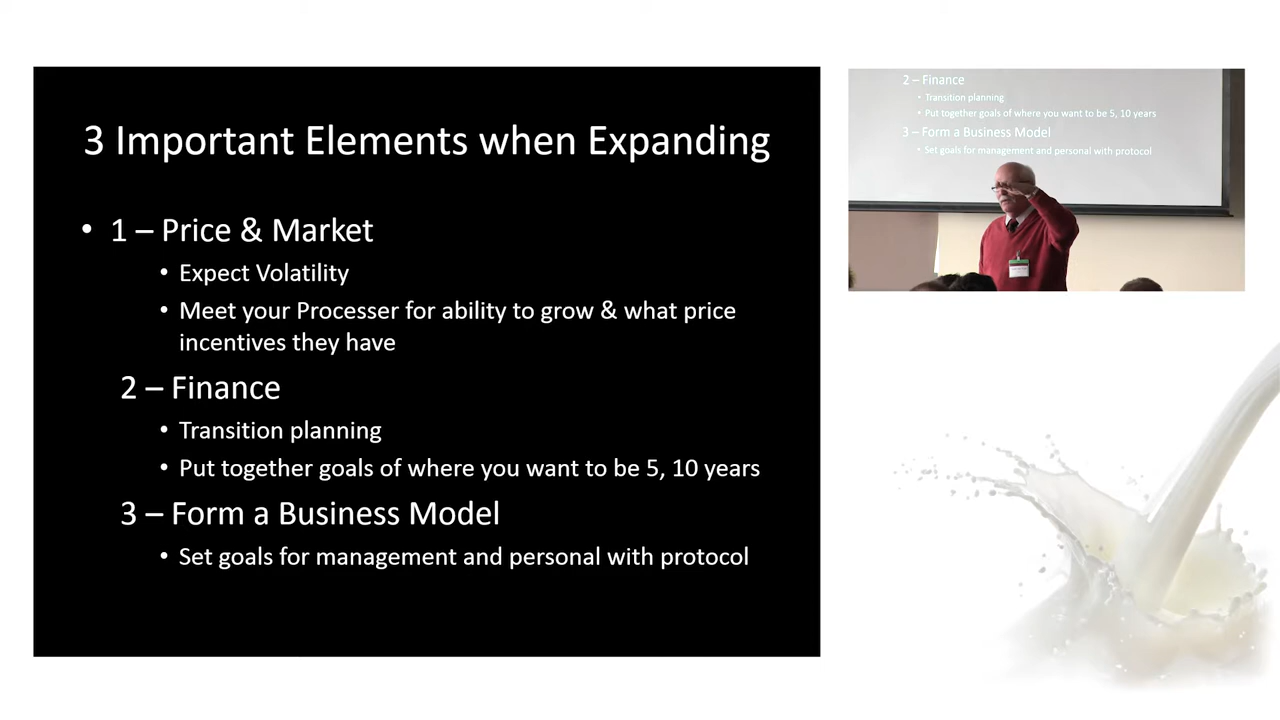 3 Important Elements when Expanding
• 1 – Price & Market
• Expect Volatility
• Meet your Processer for ability to grow & what price
incentives they have
2 – Finance
• Transition planning
• Put together goals of where you want to be 5, 10 years
3 – Form a Business Model
• Set goals for management and personal with protocol
2 – Finance
• Transition planning
• Put together goals of where you want to be 5, 10 years
3 – Form a Business Model
• Set goals for management and personal with protocol